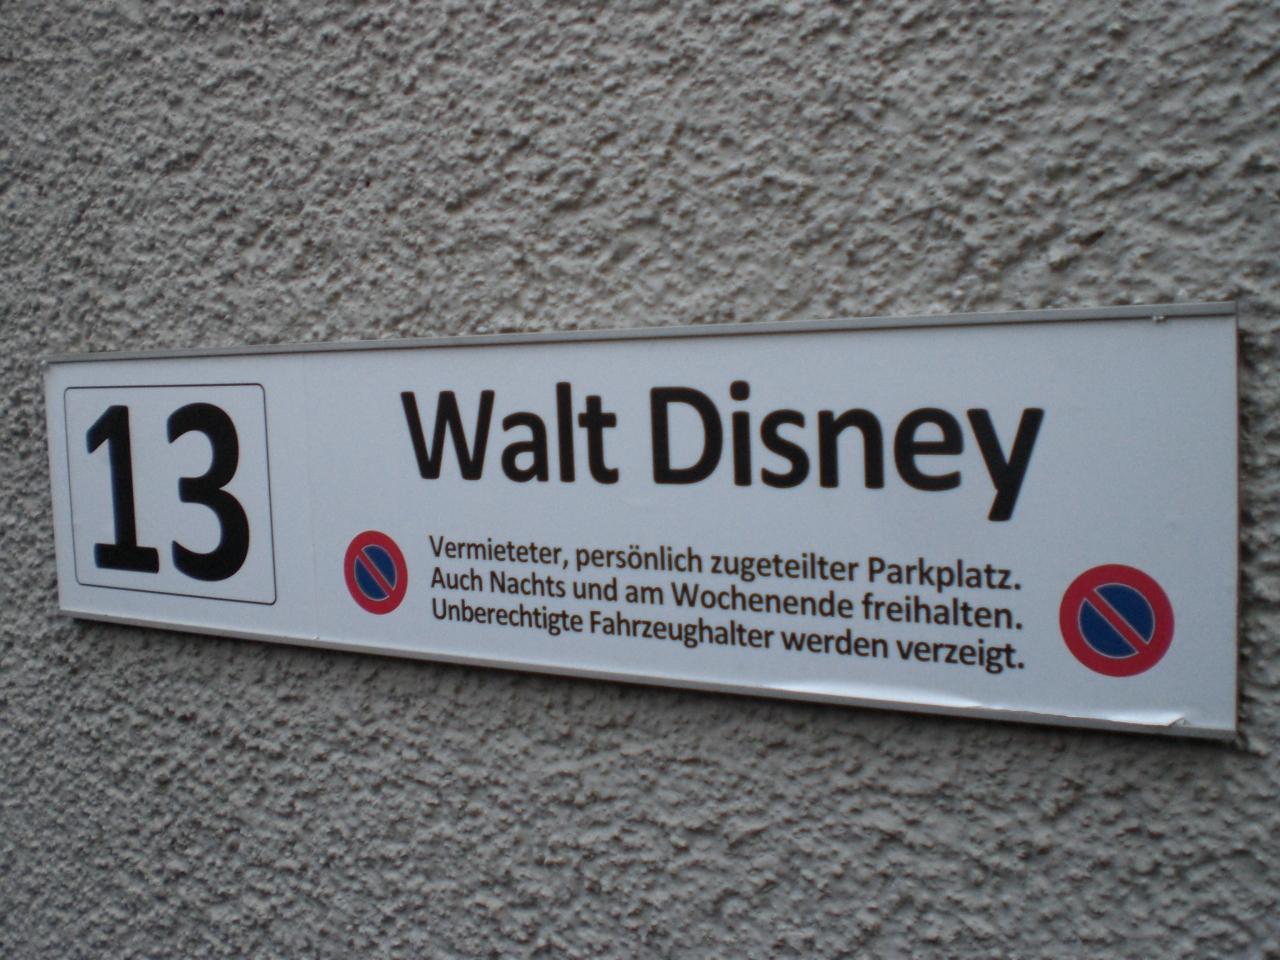 13
Walt Disney
Vermieteter, persönlich zugeteilter Parkplatz.
Auch Nachts und am Wochenende freihalten.
Unberechtigte Fahrzeughalter werden verzeigt.